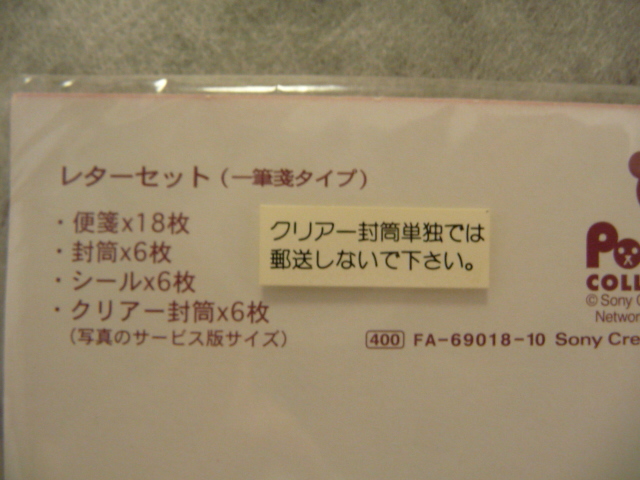 レターセット(一筆箋タイプ)
・便箋x18枚
・封筒x6枚
・シールx6枚
・クリアー封筒x6枚
(写真のサービス版サイズ)
クリアー封筒単独では
郵送しないで下さい。
Po
COLL
© Sony C
Network
400 FA-69018-10 Sony Cre